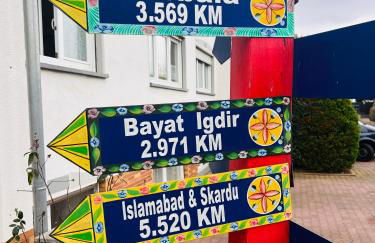 3.569 KM
Bayat Igdir
2.971 KM
Islamabad & Skardu
5.520 KM